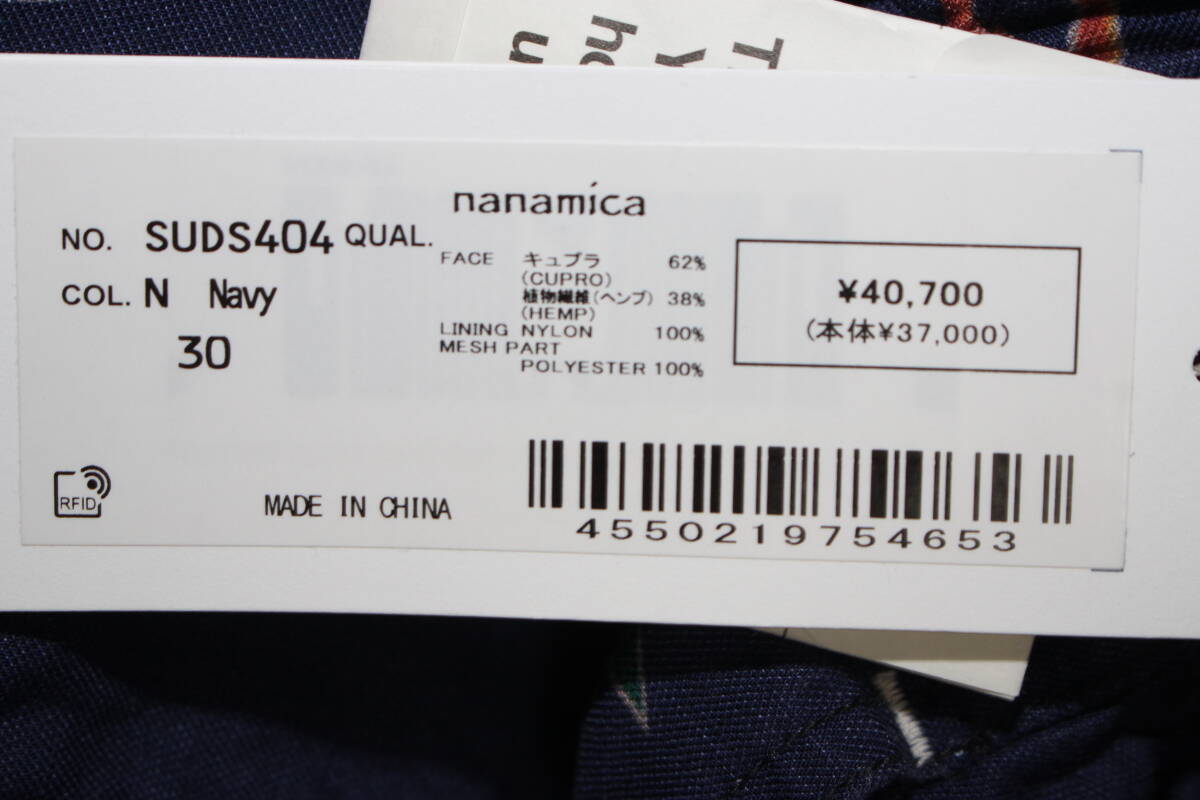 nanamica
NO. SUDS404 QUAL.
COL. N Navy
30
FACE キュプラ 62%
(CUPRO)
植物繊維(ヘンプ) 38%
(HEMP)
LINING NYLON 100%
MESH PART
POLYESTER 100%
¥40,700
(本体¥37,000)
RFID
MADE IN CHINA
4550219754653